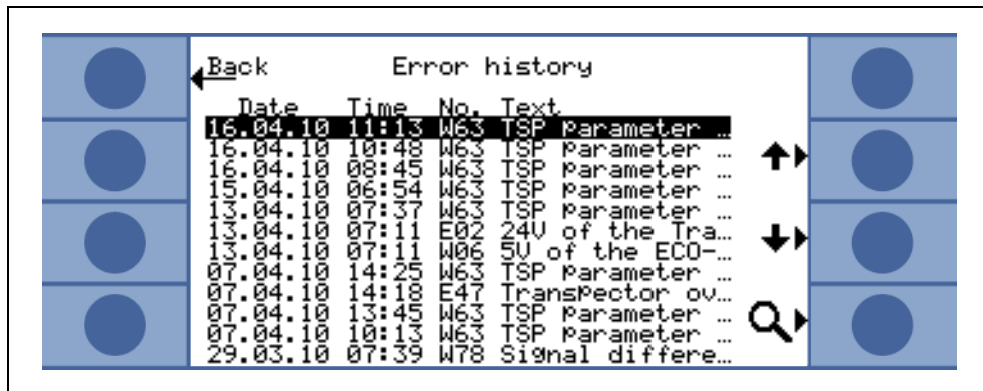 Back Error history
Date Time No. Text
16.04.10 11:13 W63 TSP Parameter …
16.04.10 10:48 W63 TSP Parameter …
16.04.10 08:45 W63 TSP Parameter …
15.04.10 06:54 W63 TSP Parameter …
13.04.10 07:37 W63 TSP Parameter …
13.04.10 07:11 E02 24V of the Tra…
13.04.10 07:11 W06 5V of the ECO-…
07.04.10 14:25 W63 TSP Parameter …
07.04.10 14:18 E47 Transpector ov…
07.04.10 13:45 W63 TSP Parameter …
07.04.10 10:13 W63 TSP Parameter …
29.03.10 07:39 W78 Signal differe…